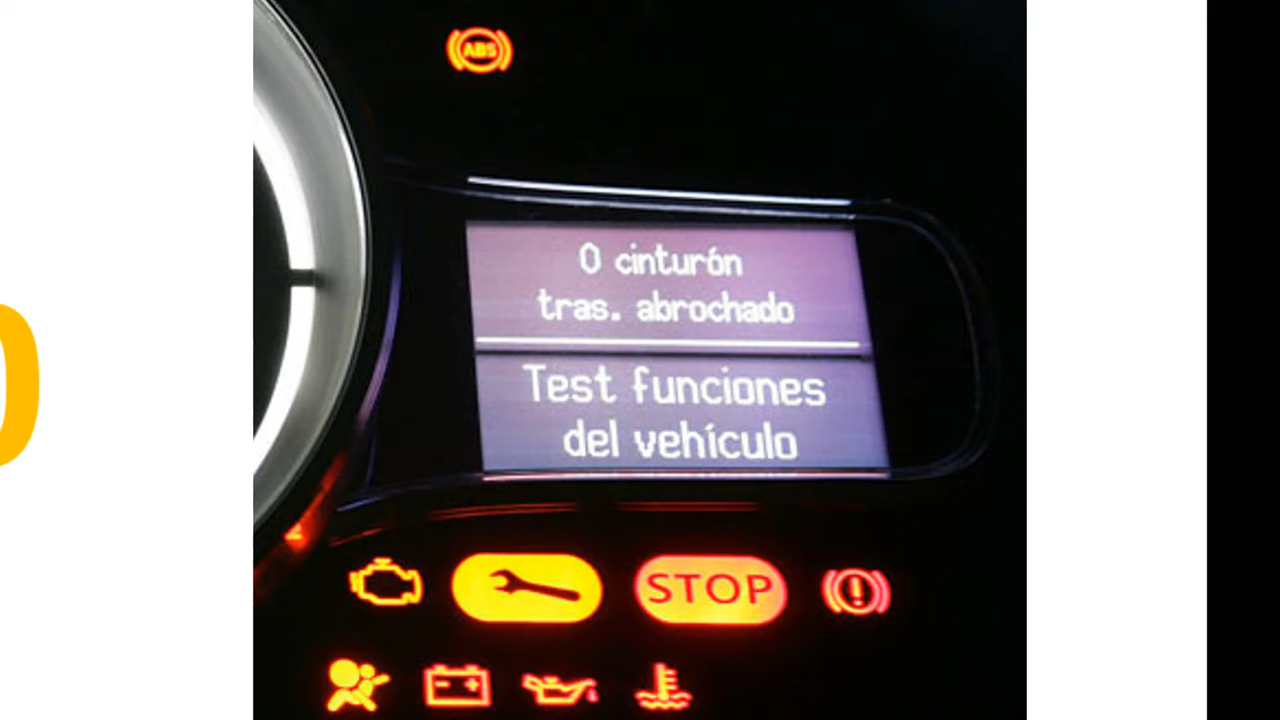 ABS
0 cinturón
tras. abrochado
Test funciones
del vehículo
STOP